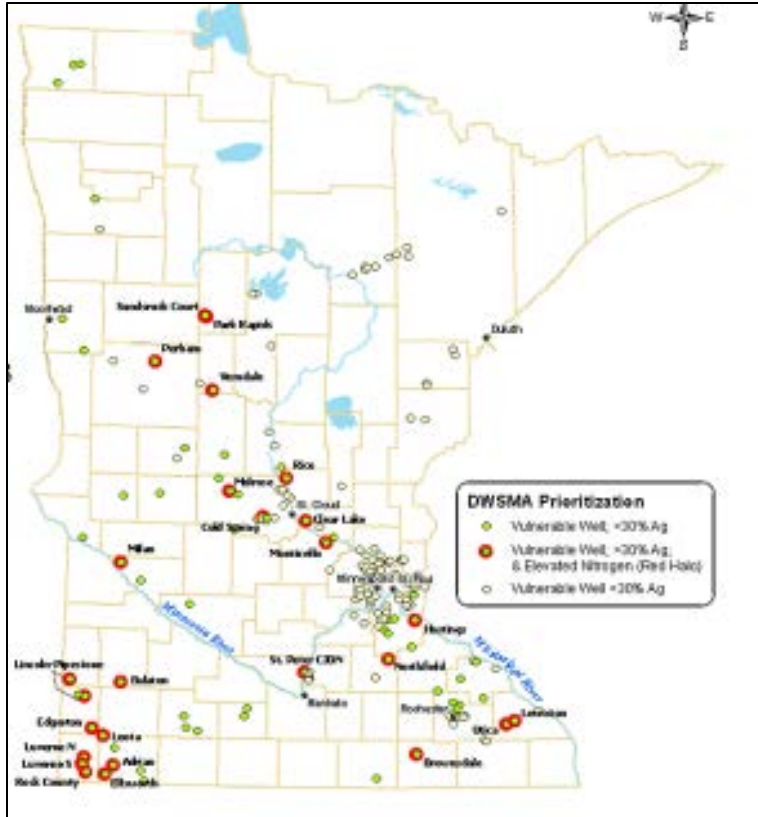 W E
S
Moorhead
Sundsrock Court
Park Rapids
Duluth
Perham
Verndale
Rice
Melrose
St. Cloud
Cold Spring
Clear Lake
Monticello
Milan
Minneapolis St. Paul
Minnesota River
Hastings
Mississippi River
St. Peter
Northfield
Lincoln-Pipestone
Balaton
Mankato
Rochester
Lewiston
Utica
Edgerton
Leota
Luverne N
Luverne S
Adrian
Rock County
Ellsworth
Brownsdale
DWSMA Prioritization
Vulnerable Well; >30% Ag
Vulnerable Well; >30% Ag;
& Elevated Nitrogen (Red Halo)
Vulnerable Well <30% Ag